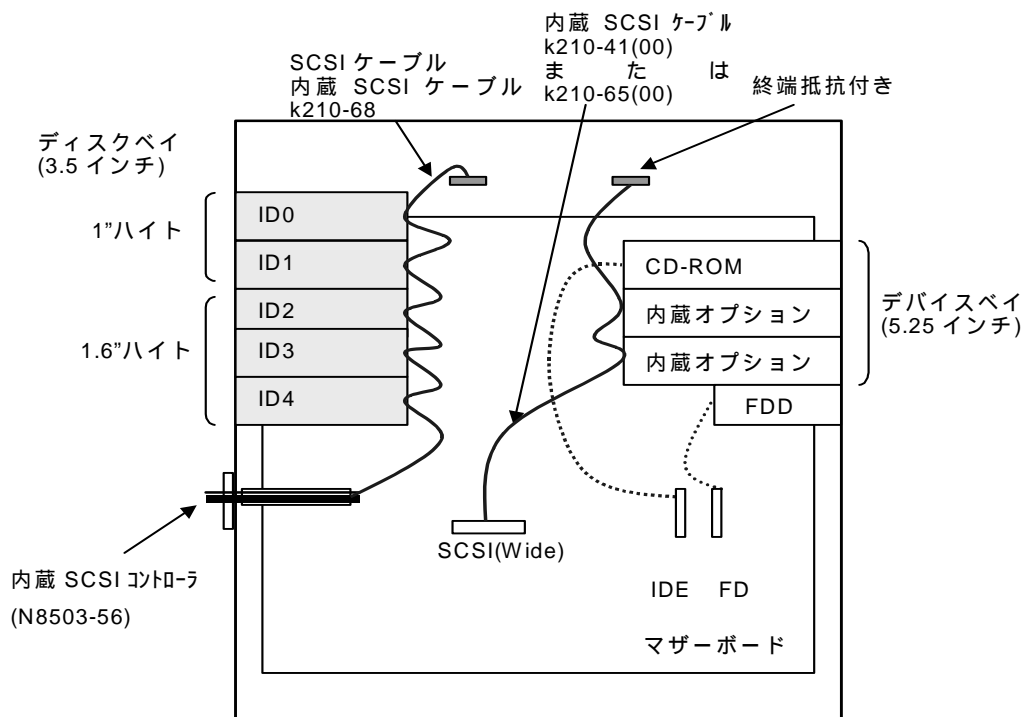 内蔵 SCSI ケーブル
k210-41(00)
または
k210-65(00)
SCSI ケーブル
内蔵 SCSI ケーブル
k210-68
終端抵抗付き
ディスクベイ
(3.5 インチ)
1”ハイト
1.6”ハイト
ID0
ID1
ID2
ID3
ID4
CD-ROM
内蔵オプション
内蔵オプション
FDD
デバイスベイ
(5.25 インチ)
SCSI(Wide)
内蔵 SCSI コントローラ
(N8503-56)
IDE FD
マザーボード